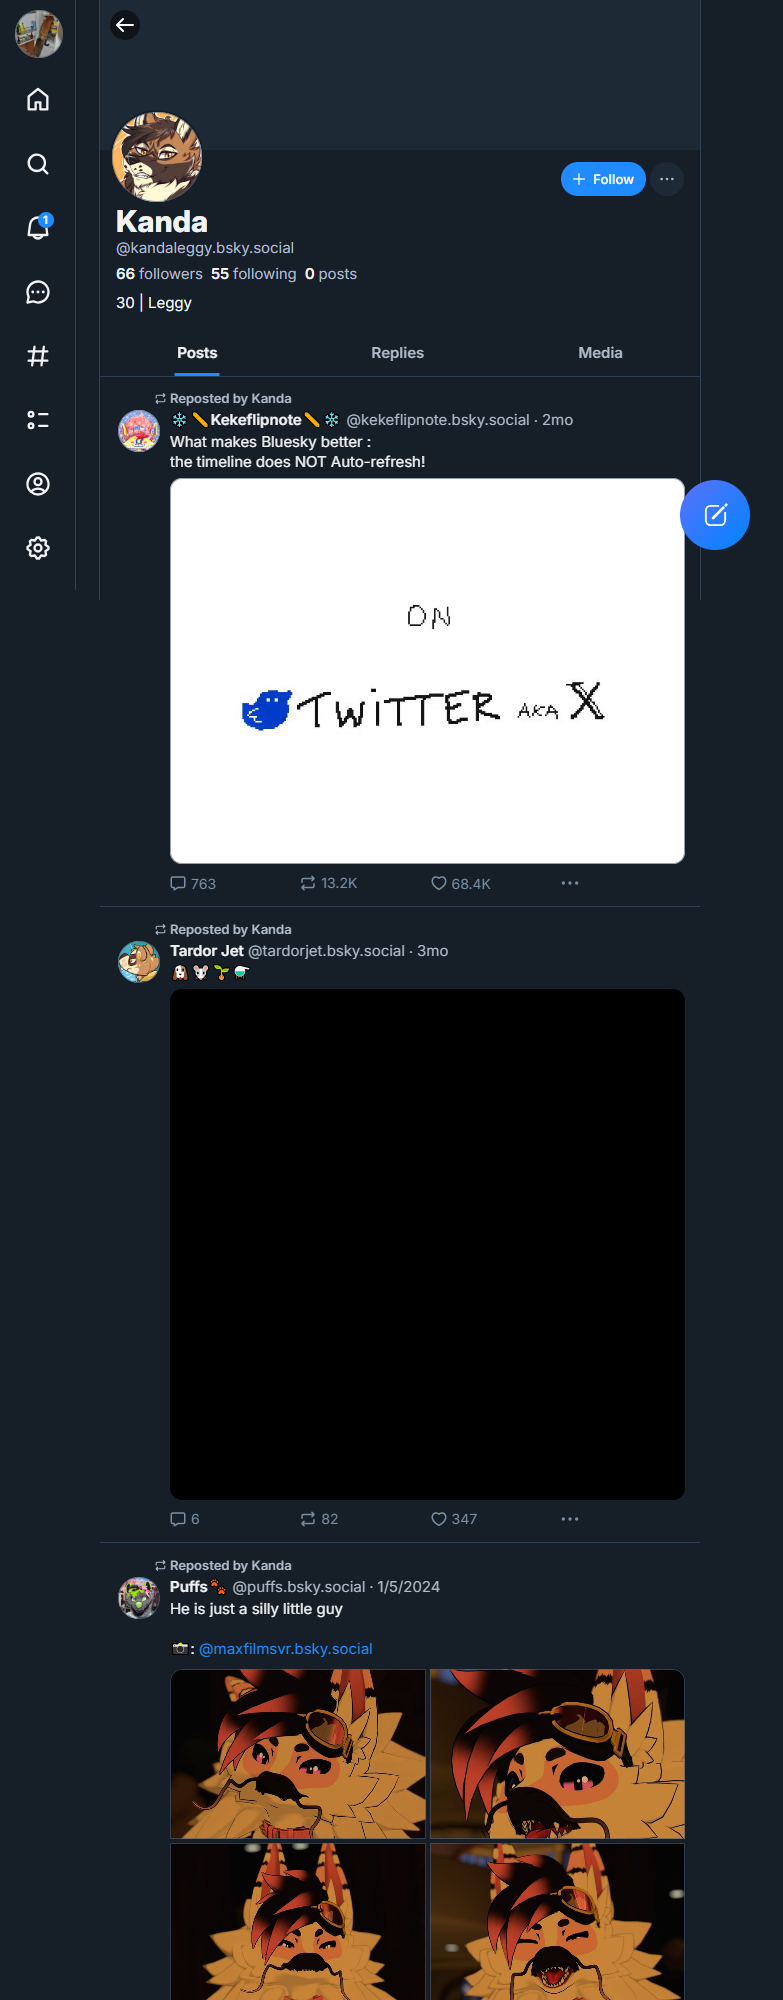 1
Follow
Kanda
@kandaleggy.bsky.social
66 followers 55 following 0 posts
30 | Leggy
Posts Replies Media
Reposted by Kanda
❄️✏️Kekeflipnote✏️❄️ @kekeflipnote.bsky.social · 2mo
What makes Bluesky better :
the timeline does NOT Auto-refresh!
ON
TWITTER AKA X
763 13.2K 68.4K
Reposted by Kanda
Tardor Jet @tardorjet.bsky.social · 3mo
6 82 347
Reposted by Kanda
Puffs🐾 @puffs.bsky.social · 1/5/2024
He is just a silly little guy
📸: @maxfilmsvr.bsky.social